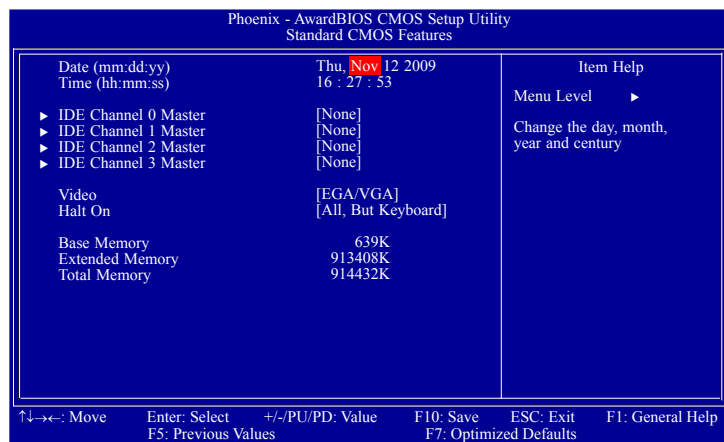 Phoenix - AwardBIOS CMOS Setup Utility
Standard CMOS Features
Date (mm:dd:yy) Thu, Nov 12 2009
Time (hh:mm:ss) 16 : 27 : 53
► IDE Channel 0 Master [None]
► IDE Channel 1 Master [None]
► IDE Channel 2 Master [None]
► IDE Channel 3 Master [None]
Video [EGA/VGA]
Halt On [All, But Keyboard]
Base Memory 639K
Extended Memory 913408K
Total Memory 914432K
Item Help
Menu Level ►
Change the day, month,
year and century
↑↓→←: Move Enter: Select +/-/PU/PD: Value F10: Save ESC: Exit F1: General Help
F5: Previous Values F7: Optimized Defaults